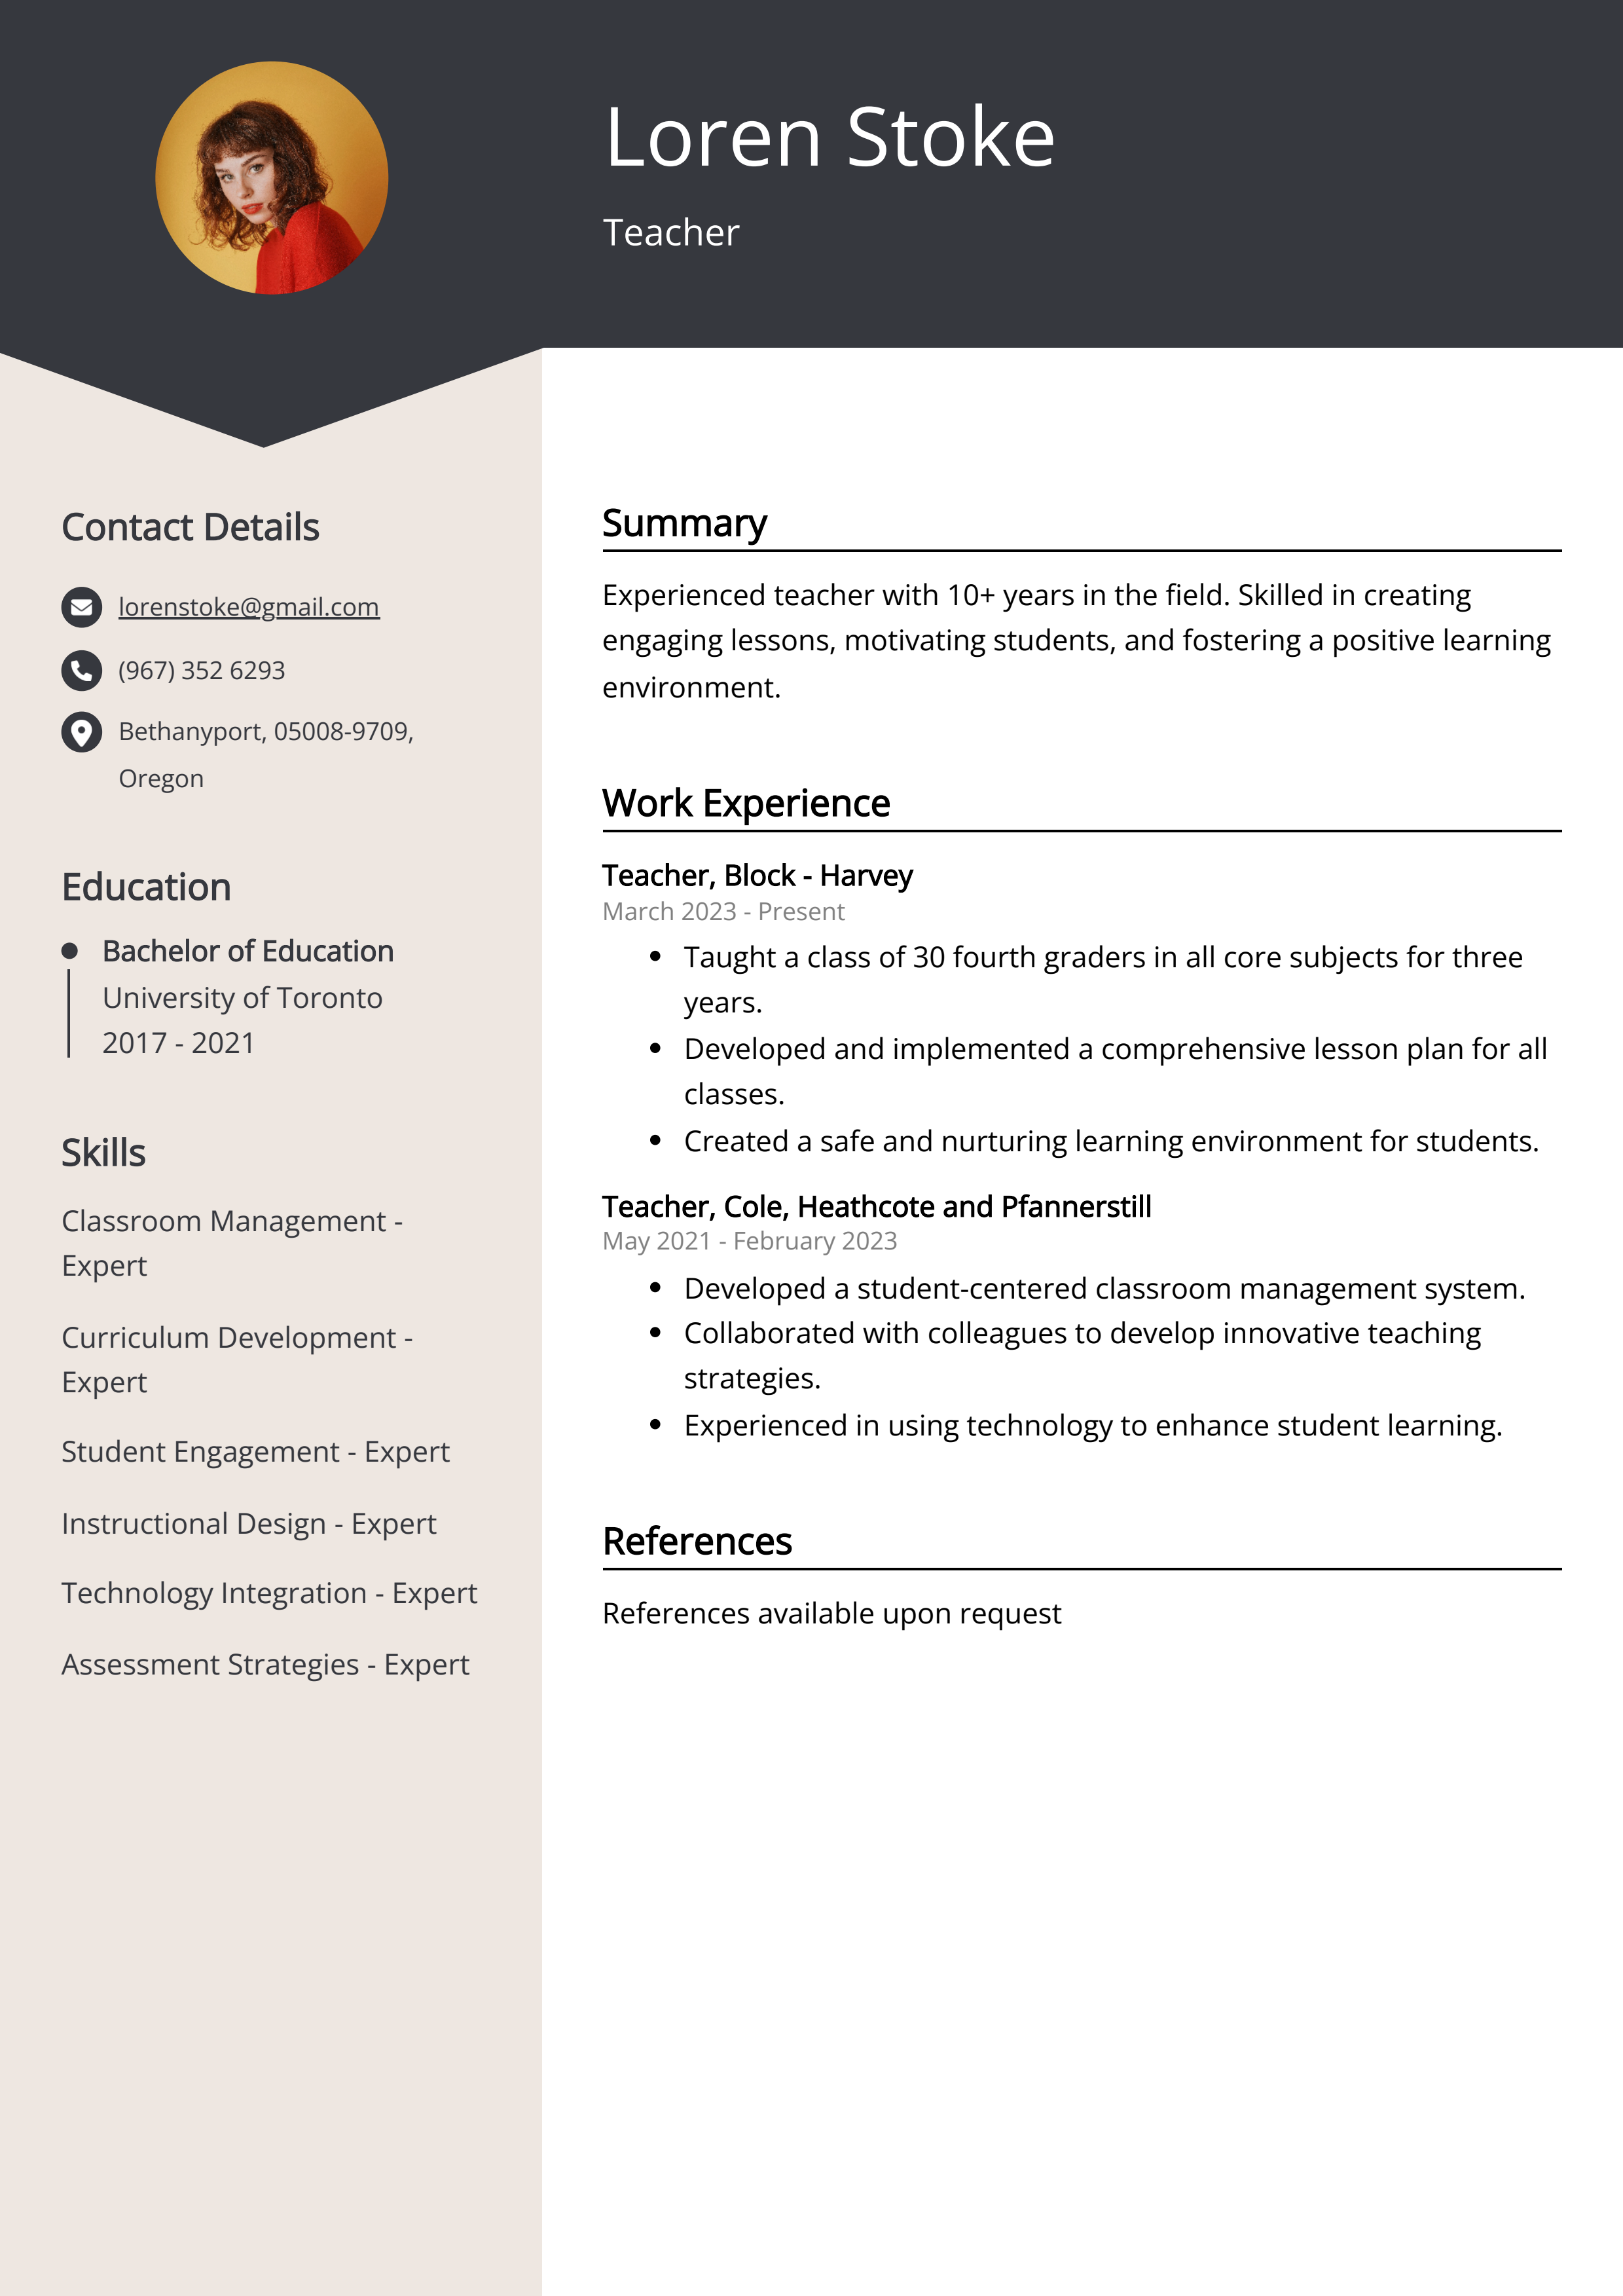 Loren Stoke
Teacher
Contact Details
lorenstoke@gmail.com
(967) 352 6293
Bethanyport, 05008-9709,
Oregon
Education
Bachelor of Education
University of Toronto
2017 - 2021
Skills
Classroom Management -
Expert
Curriculum Development -
Expert
Student Engagement - Expert
Instructional Design - Expert
Technology Integration - Expert
Assessment Strategies - Expert
Summary
Experienced teacher with 10+ years in the field. Skilled in creating
engaging lessons, motivating students, and fostering a positive learning
environment.
Work Experience
Teacher, Block - Harvey
March 2023 - Present
• Taught a class of 30 fourth graders in all core subjects for three
years.
• Developed and implemented a comprehensive lesson plan for all
classes.
• Created a safe and nurturing learning environment for students.
Teacher, Cole, Heathcote and Pfannerstill
May 2021 - February 2023
• Developed a student-centered classroom management system.
• Collaborated with colleagues to develop innovative teaching
strategies.
• Experienced in using technology to enhance student learning.
References
References available upon request